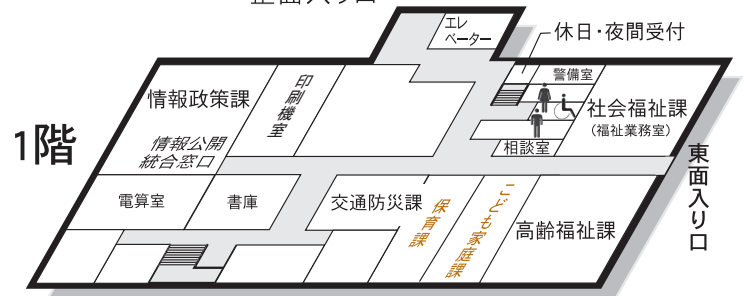 正面入り口
エレ
ベーター
休日・夜間受付
警備室
印刷機室
情報政策課
社会福祉課
(福祉業務室)
1階
情報公開
統合窓口
相談室
東面入り口
電算室
書庫
交通防災課
保育課
こども家庭課
高齢福祉課